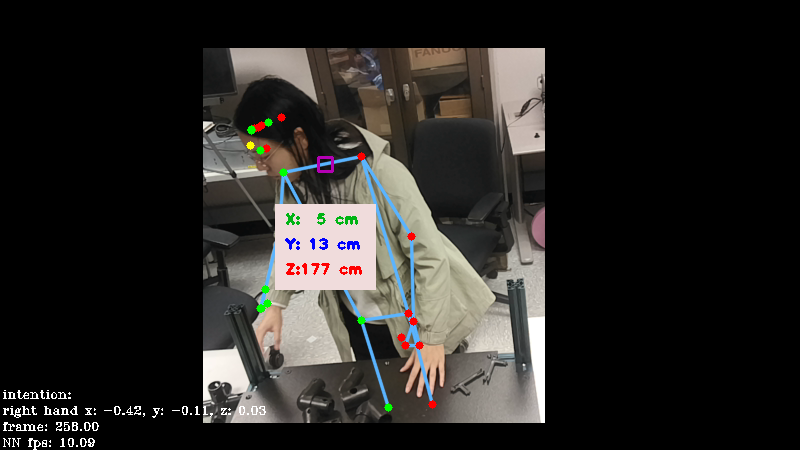 FANUC
X: 5 cm
Y: 13 cm
Z:177 cm
intention:
right hand x: −0.42, y: −0.11, z: 0.03
frame: 258.00
NN fps: 10.09